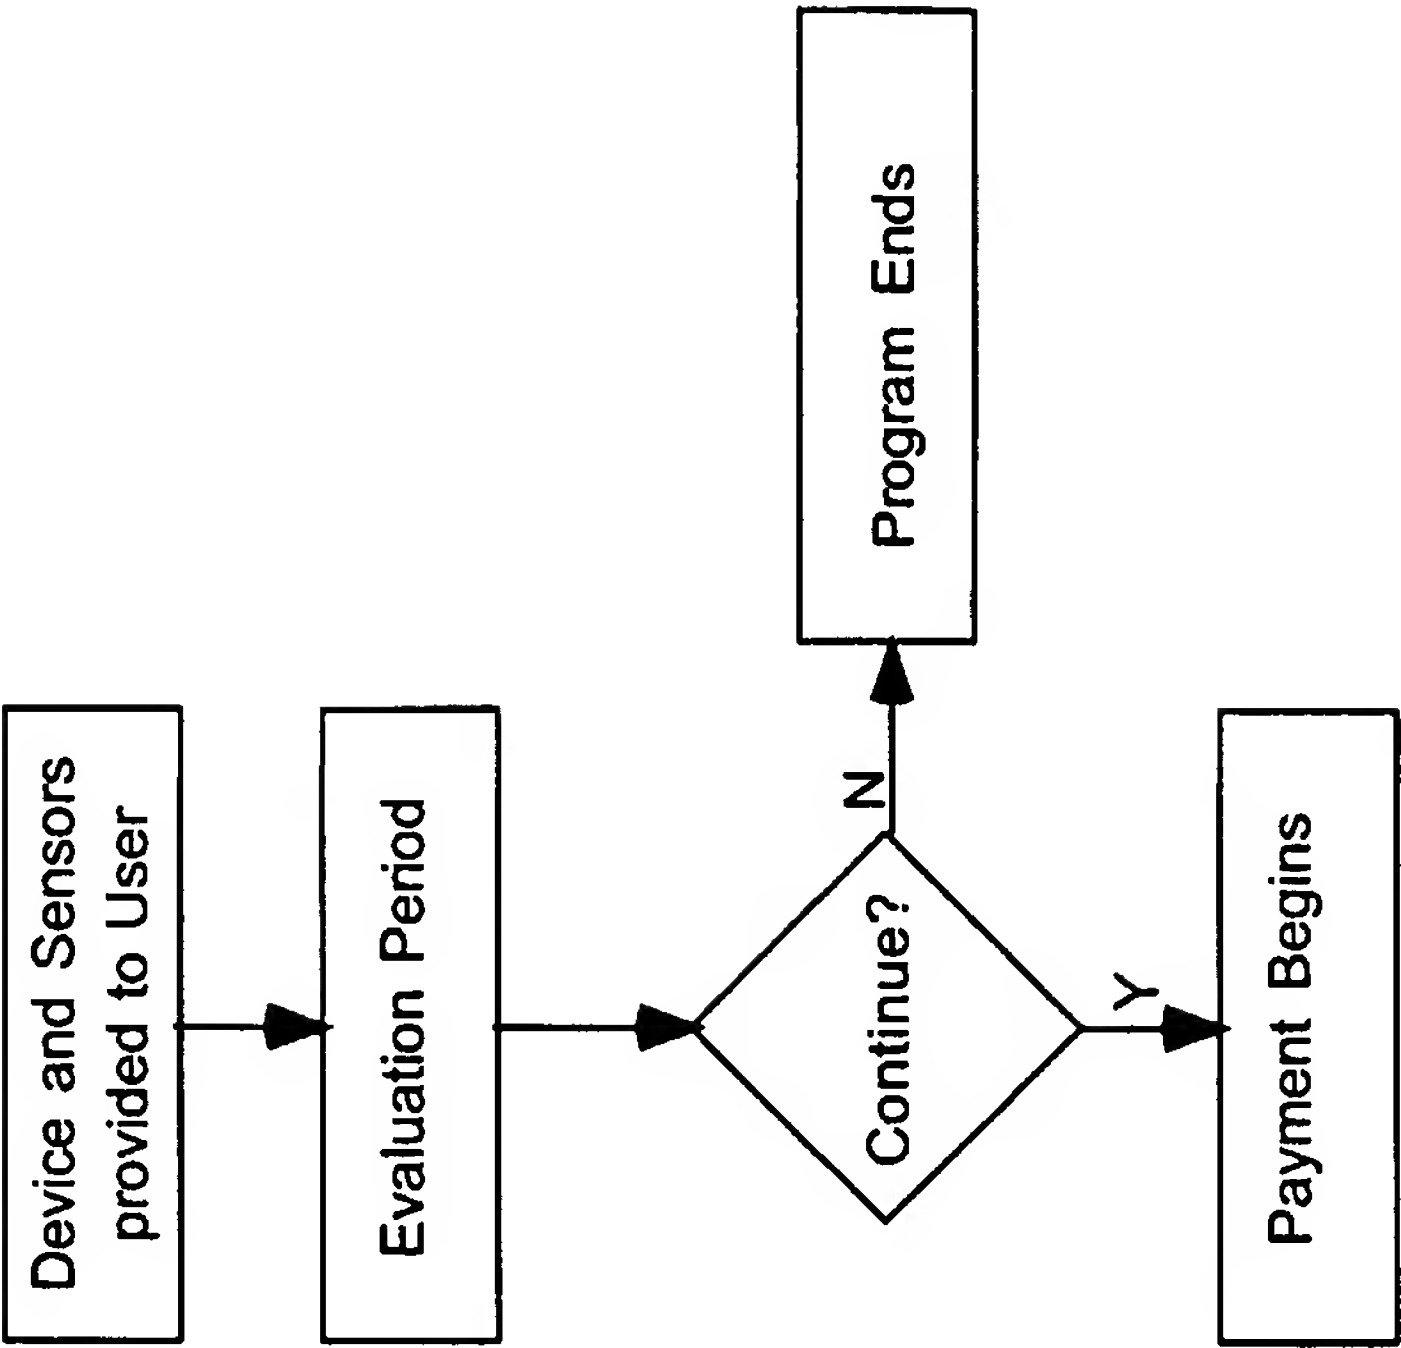 Device and Sensors
provided to User
Evaluation Period
Continue?
N
Program Ends
Y
Payment Begins